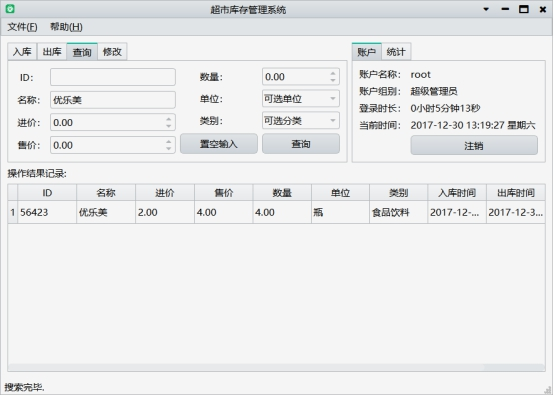 超市库存管理系统
文件(F) 帮助(H)
入库 出库 查询 修改
ID:
数量: 0.00
名称: 优乐美
单位: 可选单位
进价: 0.00
类别: 可选分类
售价: 0.00
置空输入 查询
账户 统计
账户名称: root
账户组别: 超级管理员
登录时长: 0小时5分钟13秒
当前时间: 2017-12-30 13:19:27 星期六
注销
操作结果记录:
ID 名称 进价 售价 数量 单位 类别 入库时间 出库时间
1 56423 优乐美 2.00 4.00 4.00 瓶 食品饮料 2017-12-... 2017-12-3...
搜索完毕.